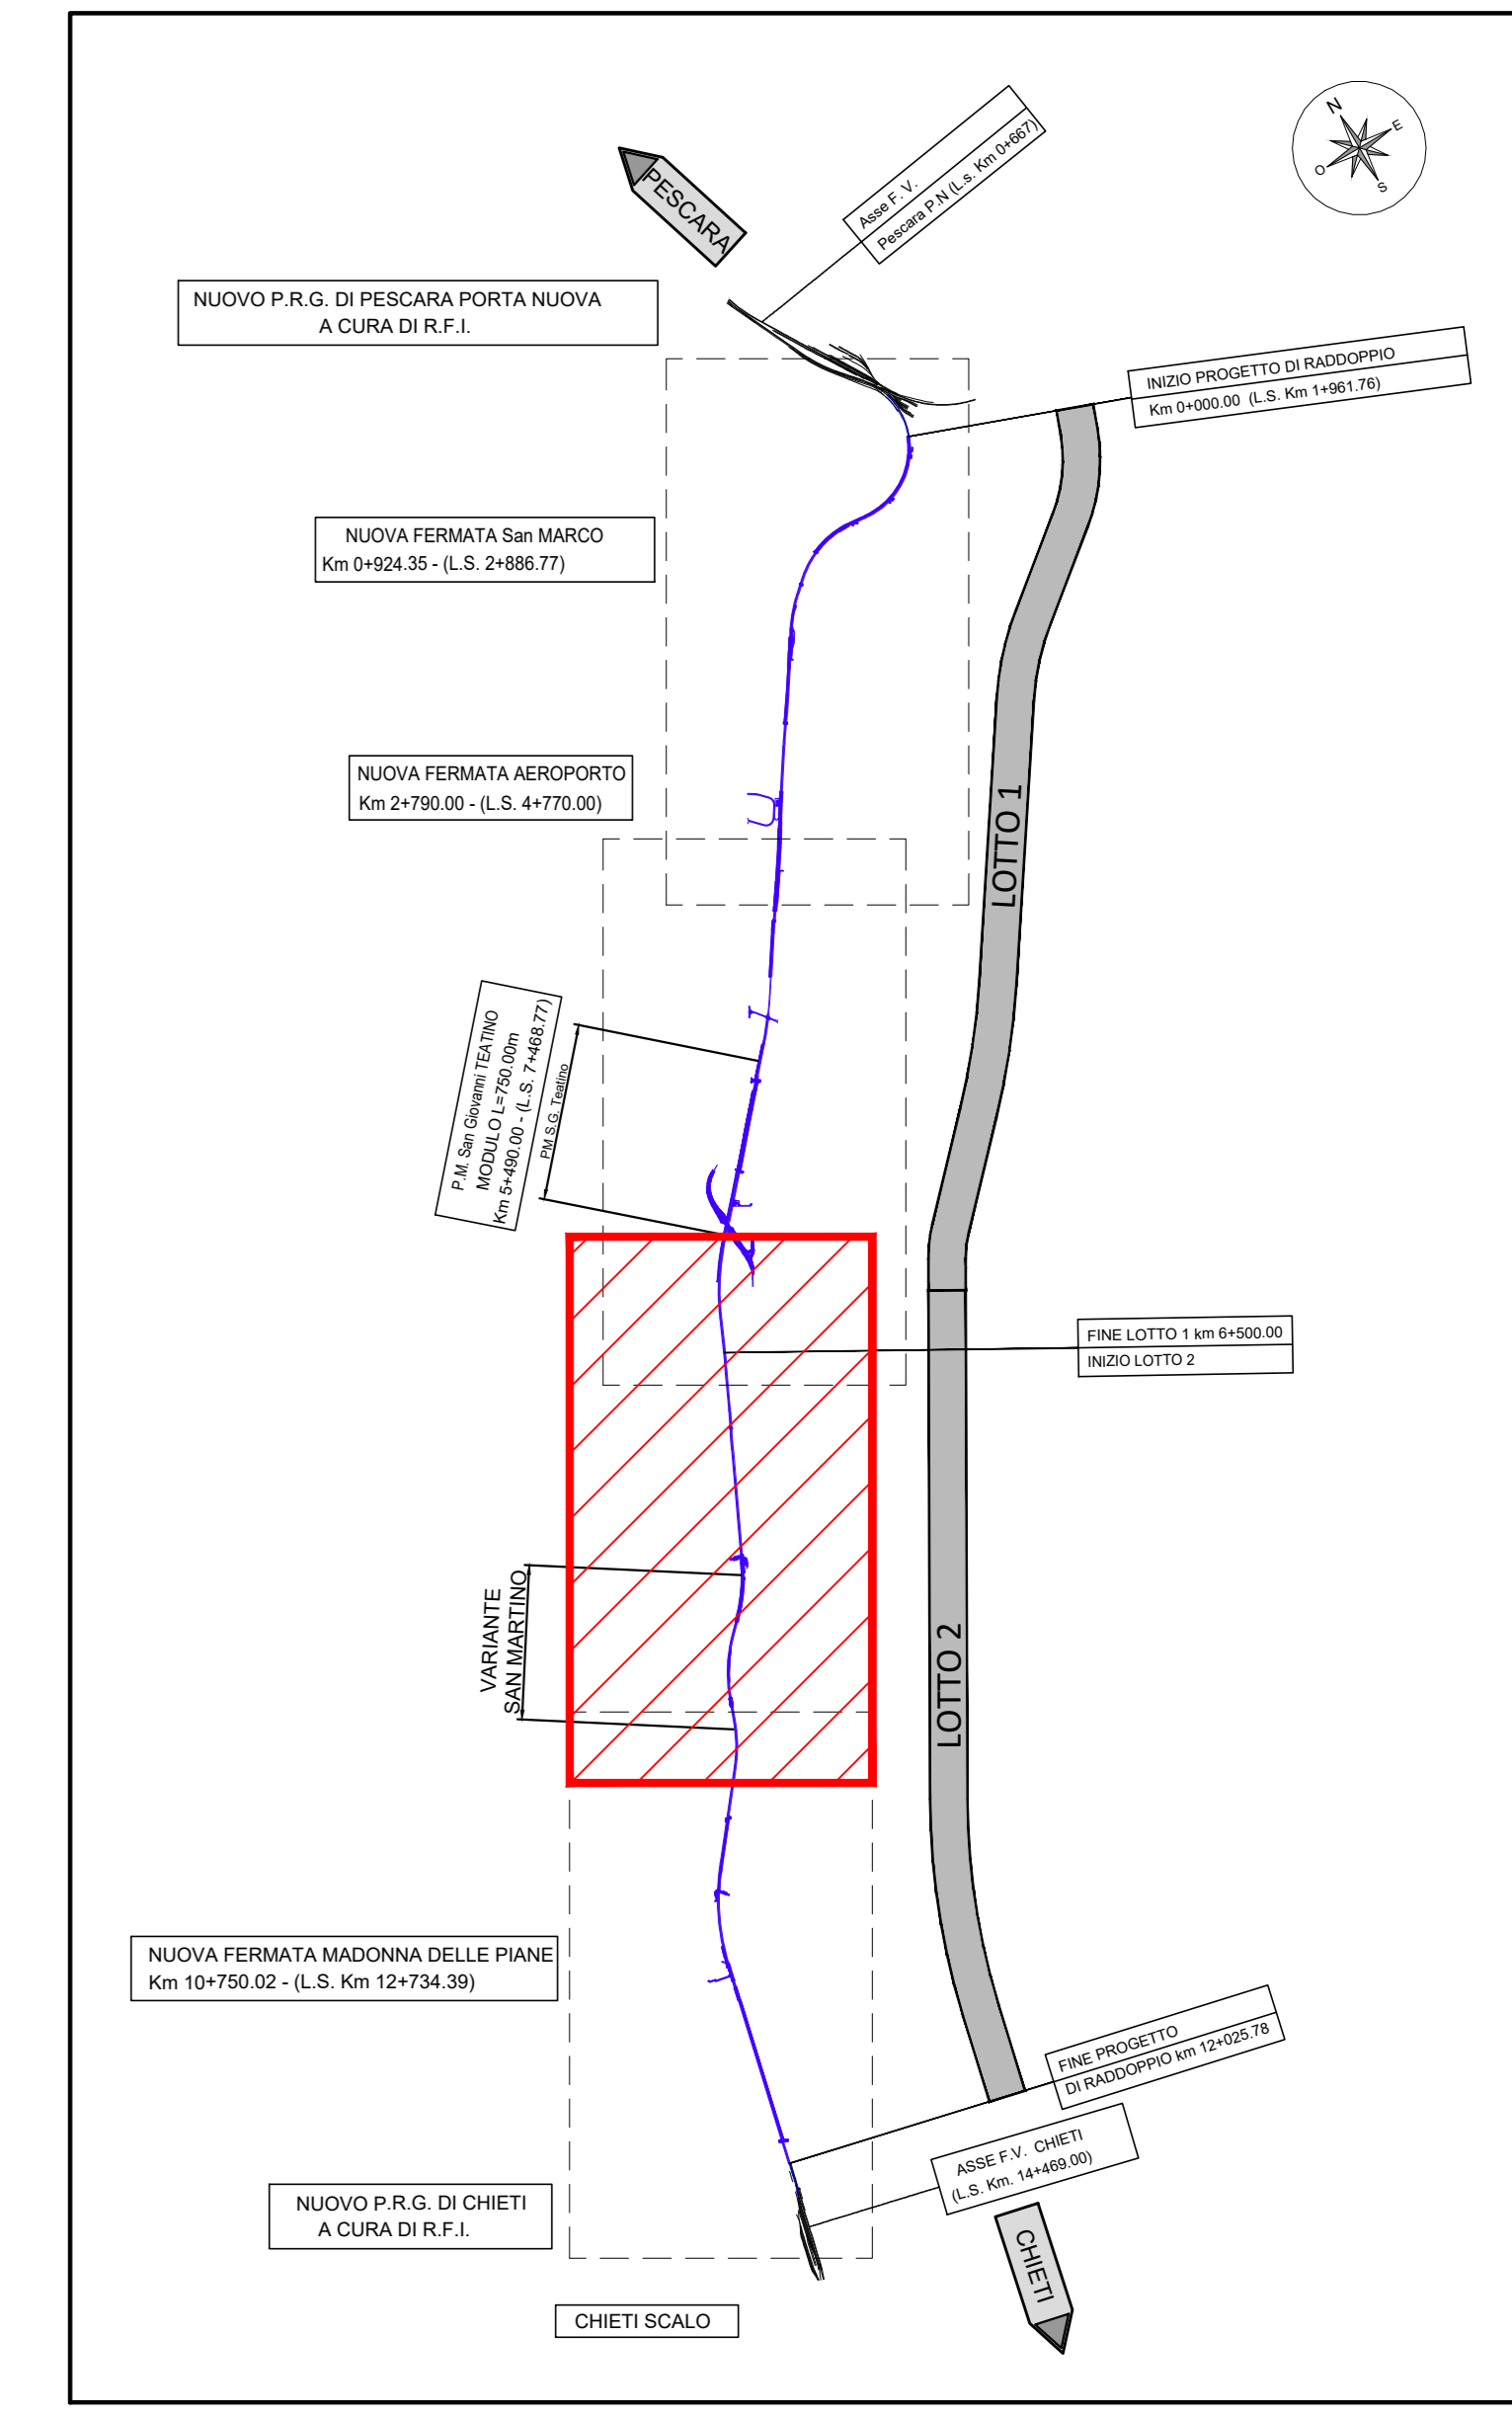 N
E
O
S
Asse F. V.
Pescara P.N (L.s. Km 0+667)
PESCARA
NUOVO P.R.G. DI PESCARA PORTA NUOVA
A CURA DI R.F.I.
INIZIO PROGETTO DI RADDOPPIO
Km 0+000.00 (L.S. Km 1+961.76)
NUOVA FERMATA San MARCO
Km 0+924.35 - (L.S. 2+886.77)
NUOVA FERMATA AEROPORTO
Km 2+790.00 - (L.S. 4+770.00)
LOTTO 1
P.M. San Giovanni TEATINO
MODULO L=750.00m
Km 5+490.00 - (L.S. 7+468.77)
PM S.G. Teatino
FINE LOTTO 1 km 6+500.00
INIZIO LOTTO 2
VARIANTE
SAN MARTINO
LOTTO 2
NUOVA FERMATA MADONNA DELLE PIANE
Km 10+750.02 - (L.S. Km 12+734.39)
FINE PROGETTO
DI RADDOPPIO km 12+025.78
ASSE F.V. CHIETI
(L.S. Km. 14+469.00)
NUOVO P.R.G. DI CHIETI
A CURA DI R.F.I.
CHIETI
CHIETI SCALO